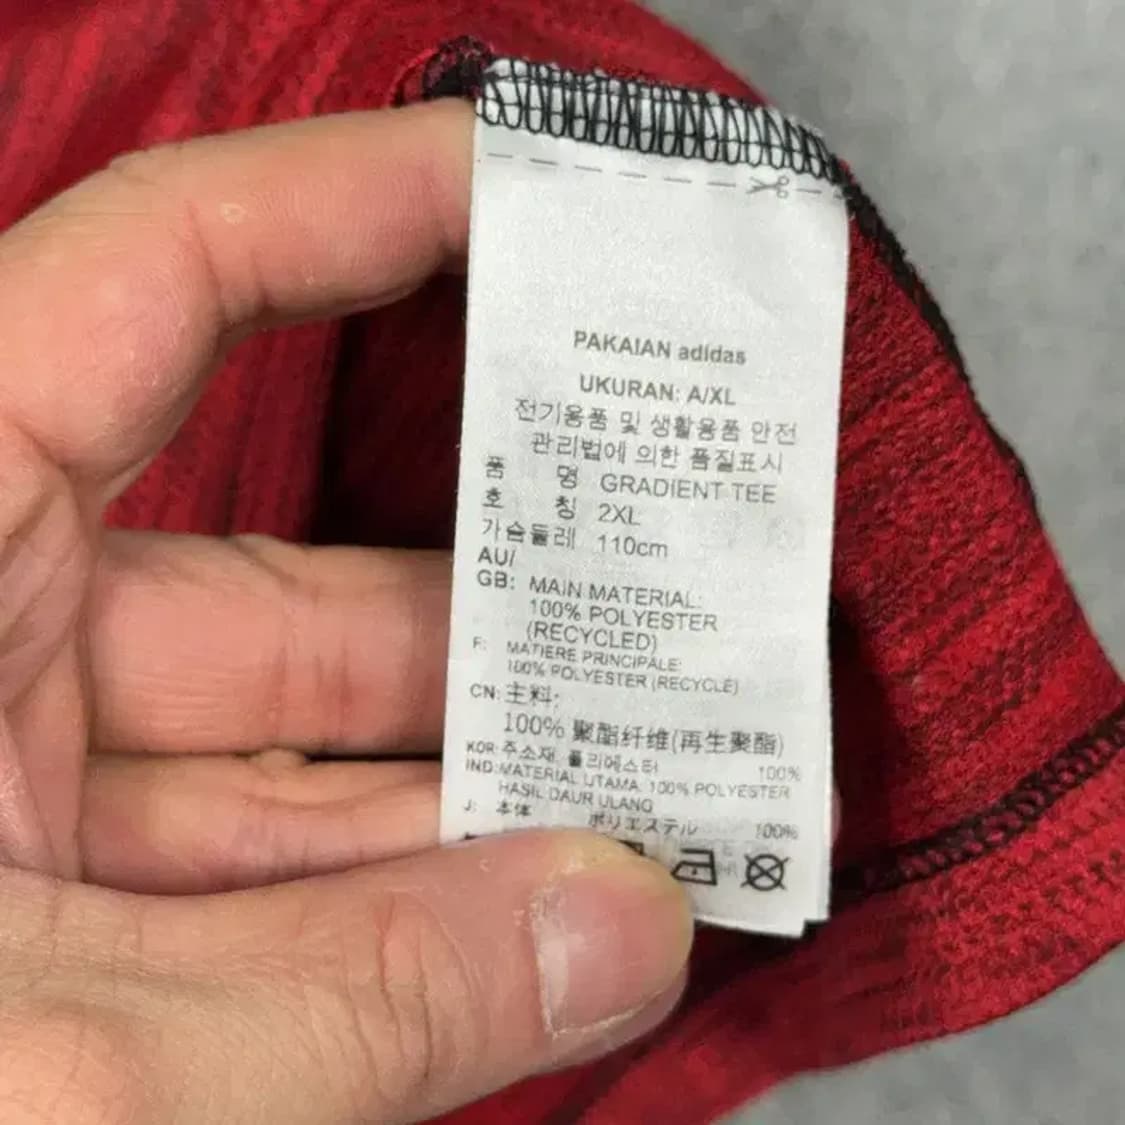 PAKAIAN adidas
UKURAN: A/XL
전기용품 및 생활용품 안전
관리법에 의한 품질표시
품 명 GRADIENT TEE
호 칭 2XL
가슴둘레 110cm
AU/
GB: MAIN MATERIAL:
100% POLYESTER
(RECYCLED)
F: MATIERE PRINCIPALE:
100% POLYESTER (RECYCLE)
CN: 主料:
100% 聚酯纤维(再生聚酯)
KOR: 주소재, 폴리에스터 100%
IND: MATERIAL UTAMA: 100% POLYESTER
HASIL DAUR ULANG
J: 本体 ポリエステル 100%